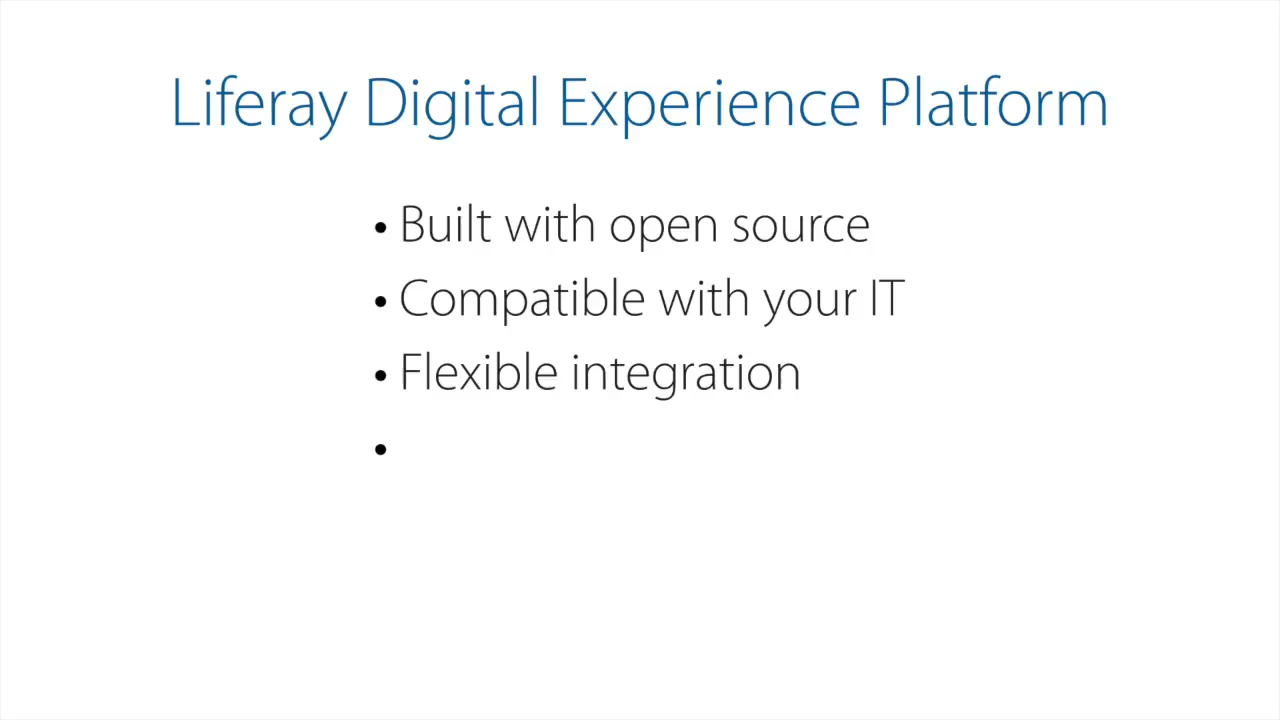 Liferay Digital Experience Platform
• Built with open source
• Compatible with your IT
• Flexible integration
•